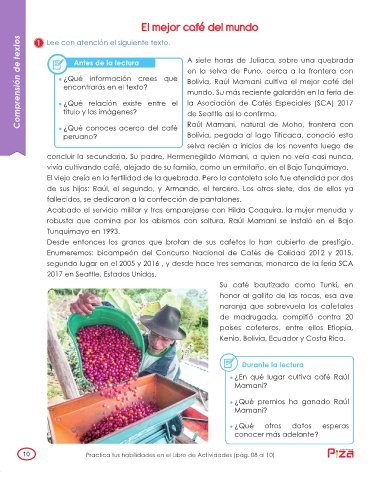 El mejor café del mundo
Comprensión de textos
1 Lee con atención el siguiente texto.
Antes de la lectura
¿Qué información crees que
encontrarás en el texto?
¿Qué relación existe entre el
título y las imágenes?
¿Qué conoces acerca del café
peruano?
A siete horas de Juliaca, sobre una quebrada
en la selva de Puno, cerca a la frontera con
Bolivia, Raúl Mamani cultiva el mejor café del
mundo. Su más reciente galardón en la feria de
la Asociación de Cafés Especiales (SCA) 2017
de Seattle así lo confirma.
Raúl Mamani, natural de Moho, frontera con
Bolivia, pegada al lago Titicaca, conoció esta
selva recién a inicios de los noventa luego de
concluir la secundaria. Su padre, Hermenegildo Mamani, a quien no veía casi nunca,
vivía cultivando café, alejado de su familia, como un ermitaño, en el Bajo Tunquimayo.
El viejo creía en la fertilidad de la quebrada. Pero la cantaleta solo fue atendida por dos
de sus hijos: Raúl, el segundo, y Armando, el tercero. Los otros siete, dos de ellos ya
fallecidos, se dedicaron a la confección de pantalones.
Acabado el servicio militar y tras emparejarse con Hilda Coaquira, la mujer menuda y
robusta que camina por los abismos con soltura, Raúl Mamani se instaló en el Bajo
Tunquimayo en 1993.
Desde entonces los granos que brotan de sus cafetos lo han cubierto de prestigio,
Enumeremos: bicampeón del Concurso Nacional de Cafés de Calidad 2012 y 2015,
segundo lugar en el 2005 y 2016 , y desde hace tres semanas, monarca de la feria SCA
2017 en Seattle, Estados Unidos.
Su café bautizado como Tunki, en
honor al gallito de las rocas, esa ave
naranja que sobrevuela los cafetales
de madrugada, compitió contra 20
países cafeteros, entre ellos Etiopía,
Kenia, Bolivia, Ecuador y Costa Rica.
Durante la lectura
¿En qué lugar cultiva café Raúl
Mamani?
¿Qué premios ha ganado Raúl
Mamani?
¿Qué otros datos esperas
conocer más adelante?
10
Practica tus habilidades en el Libro de Actividades (pág. 08 al 10)
P:zA